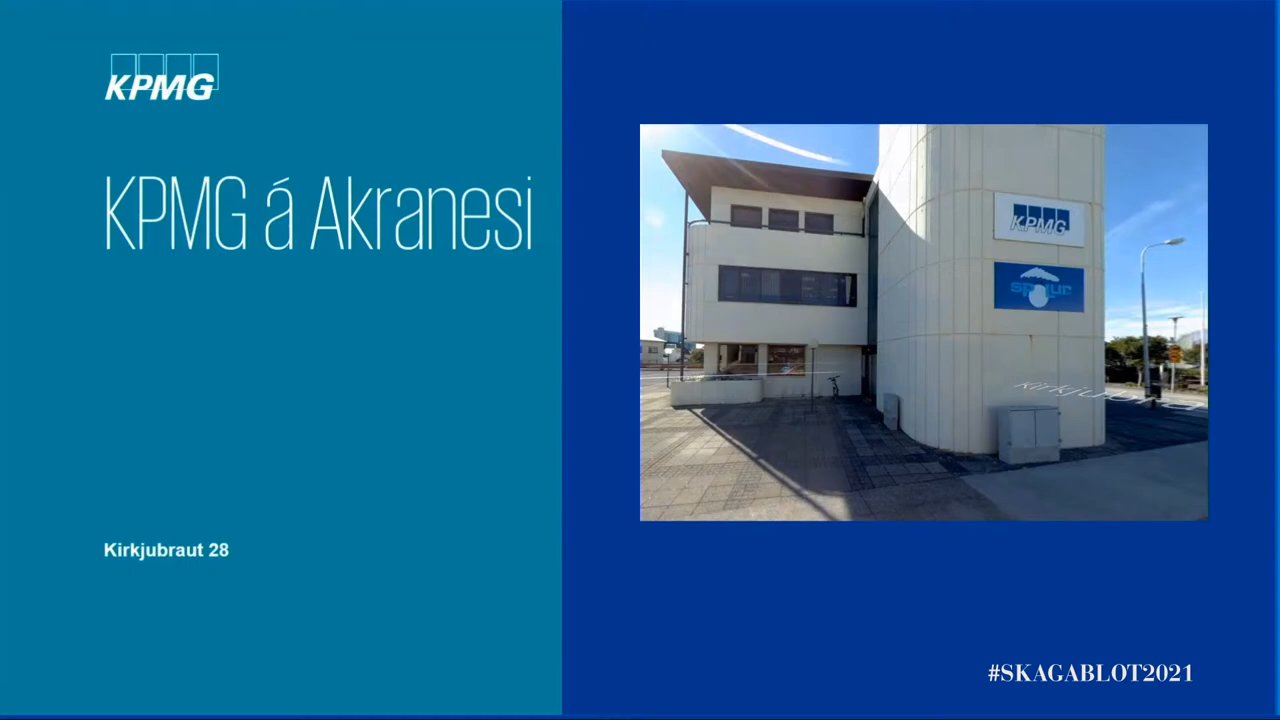 KPMG
KPMG á Akranesi
Kirkjubraut 28
KPMG
#SKAGABLOT2021